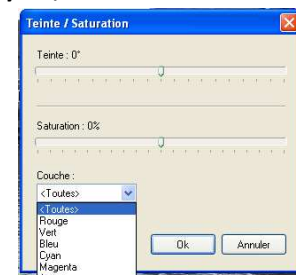 Teinte / Saturation
Teinte : 0°
Saturation : 0%
Couche :
<Toutes>
<Toutes>
Rouge
Vert
Bleu
Cyan
Magenta
Ok
Annuler